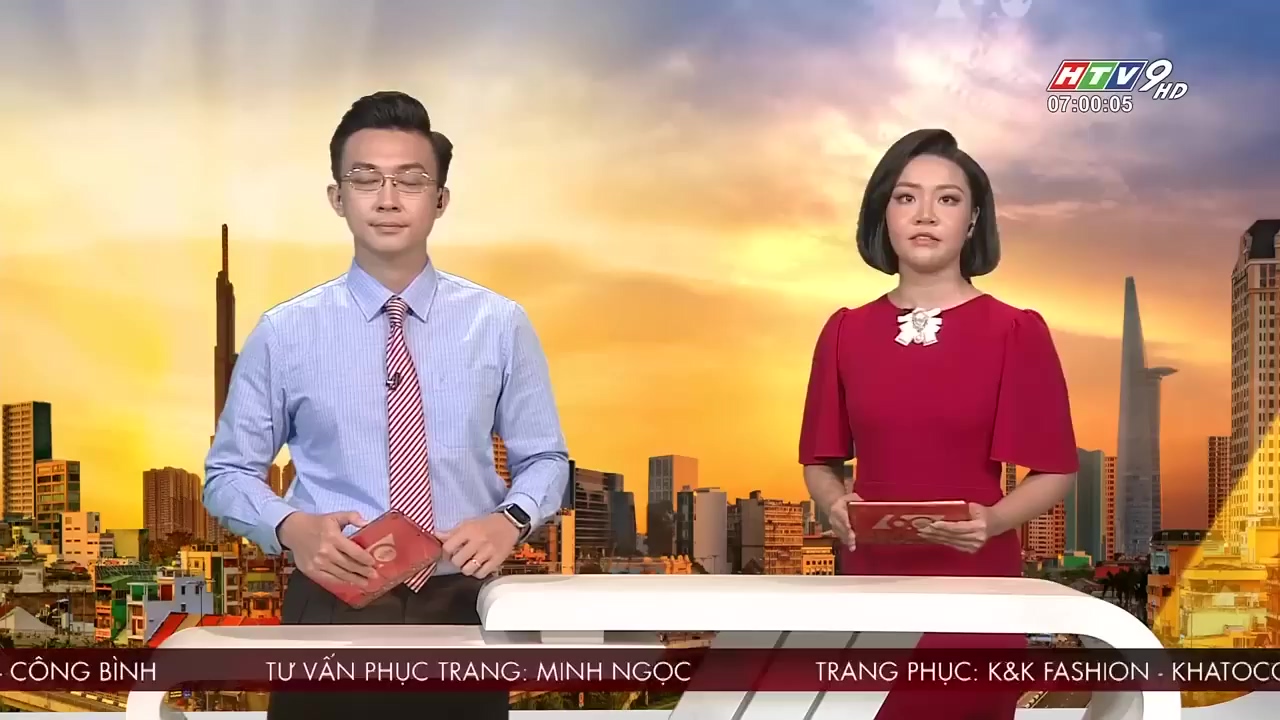 HTV9
HD
07:00:05
- CÔNG BÌNH TƯ VẤN PHỤC TRANG: MINH NGỌC TRANG PHỤC: K&K FASHION - KHATOCO